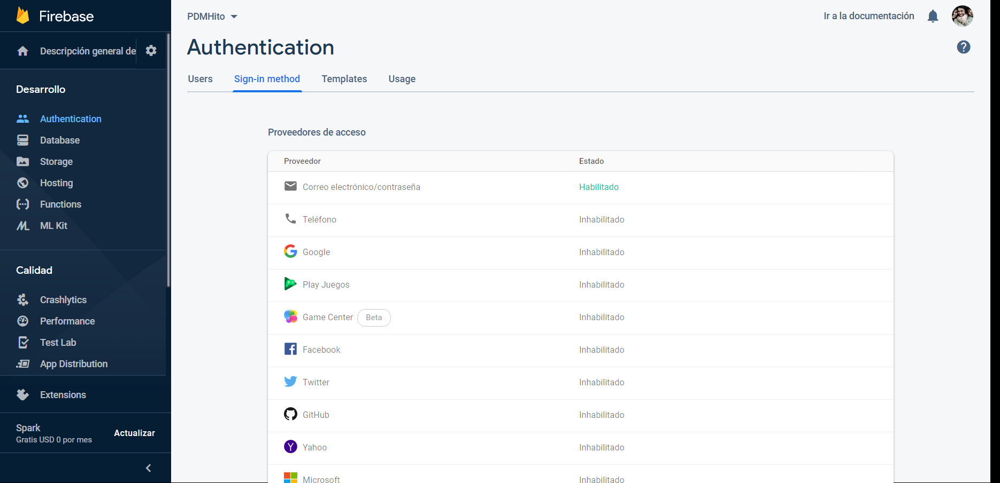 Firebase
Descripción general de
Desarrollo
Authentication
Database
Storage
Hosting
Functions
ML Kit
Calidad
Crashlytics
Performance
Test Lab
App Distribution
Extensions
Spark
Gratis USD 0 por mes
Actualizar
PDMHito
Ir a la documentación
Authentication
?
Users Sign-in method Templates Usage
Proveedores de acceso
Proveedor Estado
Correo electrónico/contraseña Habilitado
Teléfono Inhabilitado
Google Inhabilitado
Play Juegos Inhabilitado
Game Center Beta Inhabilitado
Facebook Inhabilitado
Twitter Inhabilitado
GitHub Inhabilitado
Yahoo Inhabilitado
Microsoft Inhabilitado